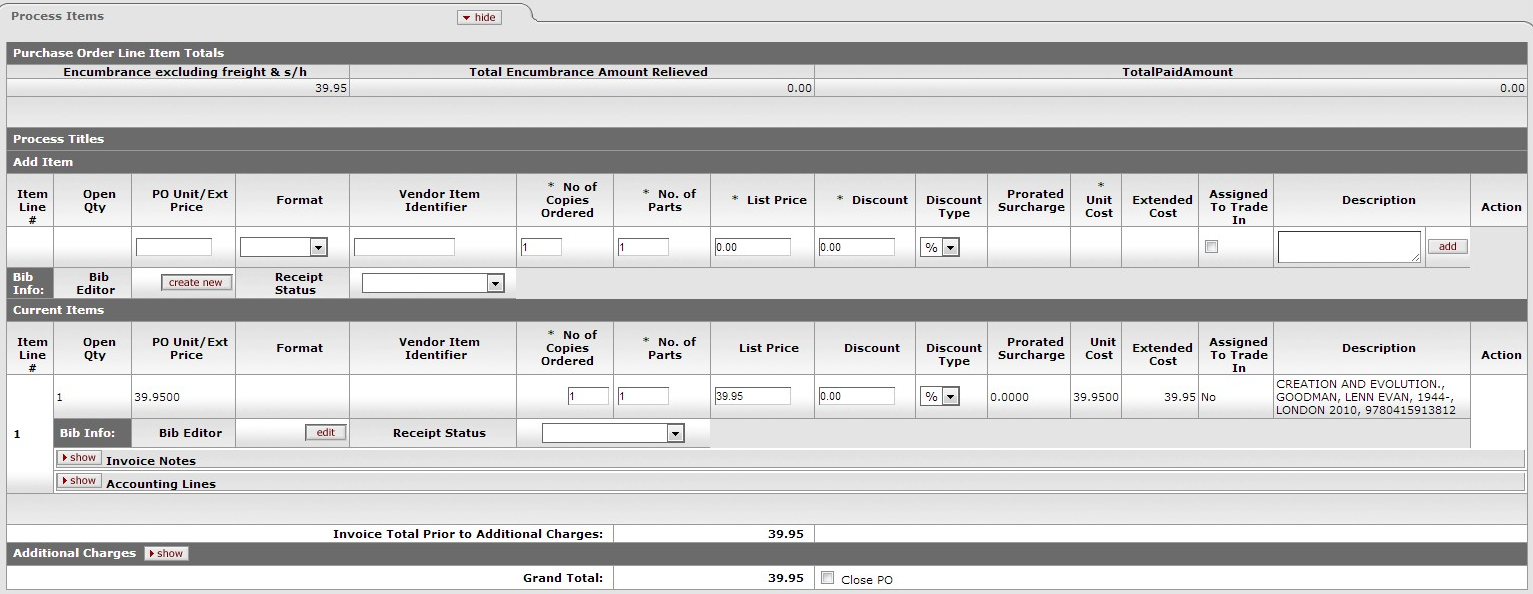 Process Items
hide
Purchase Order Line Item Totals
Encumbrance excluding freight & s/h Total Encumbrance Amount Relieved TotalPaidAmount
39.95 0.00 0.00
Process Titles
Add Item
Item Line # Open Qty PO Unit/Ext Price Format Vendor Item Identifier * No of Copies Ordered * No. of Parts * List Price * Discount Discount Type Prorated Surcharge * Unit Cost Extended Cost Assigned To Trade In Description Action
1 1 0.00 0.00 % add
Bib Info: Bib Editor create new Receipt Status
Current Items
Item Line # Open Qty PO Unit/Ext Price Format Vendor Item Identifier * No of Copies Ordered * No. of Parts List Price Discount Discount Type Prorated Surcharge Unit Cost Extended Cost Assigned To Trade In Description Action
1 1 39.9500 1 1 39.95 0.00 % 0.0000 39.9500 39.95 No CREATION AND EVOLUTION.,
GOODMAN, LENN EVAN, 1944-,
LONDON 2010, 9780415913812
Bib Info: Bib Editor edit Receipt Status
show Invoice Notes
show Accounting Lines
Invoice Total Prior to Additional Charges: 39.95
Additional Charges show
Grand Total: 39.95 Close PO